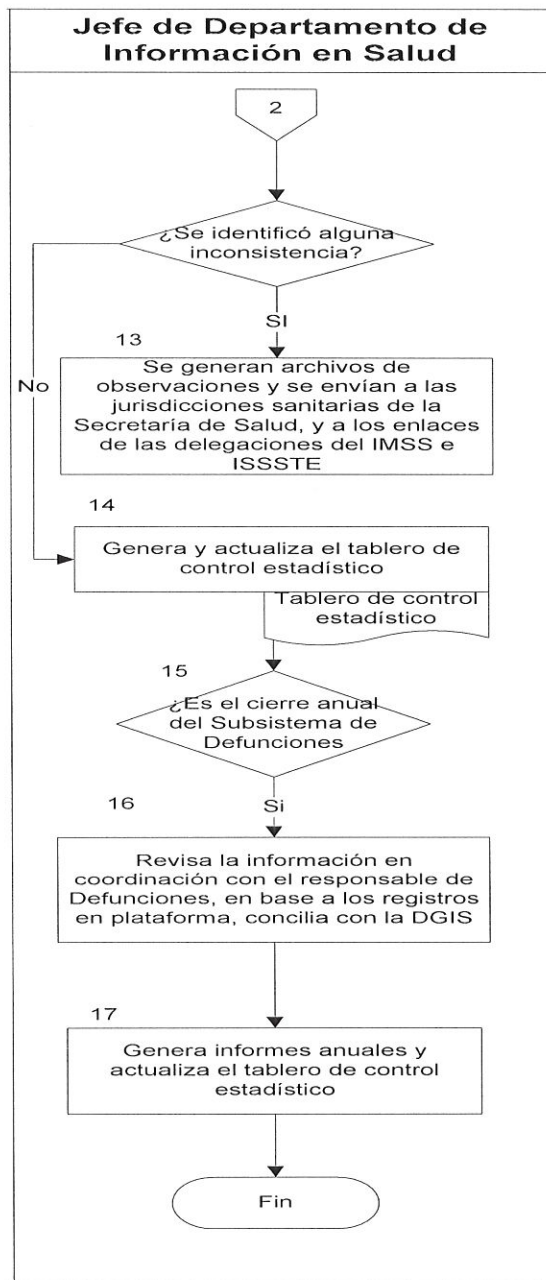 Jefe de Departamento de
Información en Salud
2
¿Se identificó alguna
inconsistencia?
SI
No
13
Se generan archivos de
observaciones y se envían a las
jurisdicciones sanitarias de la
Secretaría de Salud, y a los enlaces
de las delegaciones del IMSS e
ISSSTE
14
Genera y actualiza el tablero de
control estadístico
Tablero de control
estadístico
15
¿Es el cierre anual
del Subsistema de
Defunciones
Si
16
Revisa la información en
coordinación con el responsable de
Defunciones, en base a los registros
en plataforma, concilia con la DGIS
17
Genera informes anuales y
actualiza el tablero de control
estadístico
Fin